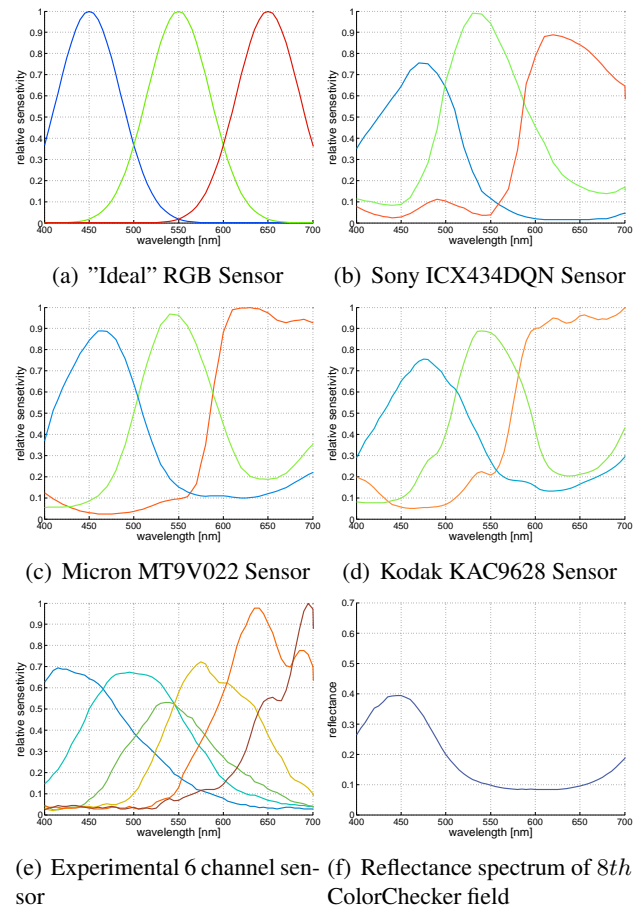 1
0.9
0.8
0.7
0.6
0.5
0.4
0.3
0.2
0.1
0
relative sensetivity
400 450 500 550 600 650 700
wavelength [nm]
(a) ”Ideal” RGB Sensor
1
0.9
0.8
0.7
0.6
0.5
0.4
0.3
0.2
0.1
0
relative sensitivity
400 450 500 550 600 650 700
wavelength [nm]
(b) Sony ICX434DQN Sensor
1
0.9
0.8
0.7
0.6
0.5
0.4
0.3
0.2
0.1
0
relative sensetivity
400 450 500 550 600 650 700
wavelength [nm]
(c) Micron MT9V022 Sensor
1
0.9
0.8
0.7
0.6
0.5
0.4
0.3
0.2
0.1
0
relative sensetivity
400 450 500 550 600 650 700
wavelength [nm]
(d) Kodak KAC9628 Sensor
1
0.9
0.8
0.7
0.6
0.5
0.4
0.3
0.2
0.1
0
relative sensetivity
400 450 500 550 600 650 700
wavelength [nm]
(e) Experimental 6 channel sen-
sor
0.7
0.6
0.5
0.4
0.3
0.2
0.1
0
reflectance
400 450 500 550 600 650 700
wavelength [nm]
(f) Reflectance spectrum of 8th
ColorChecker field